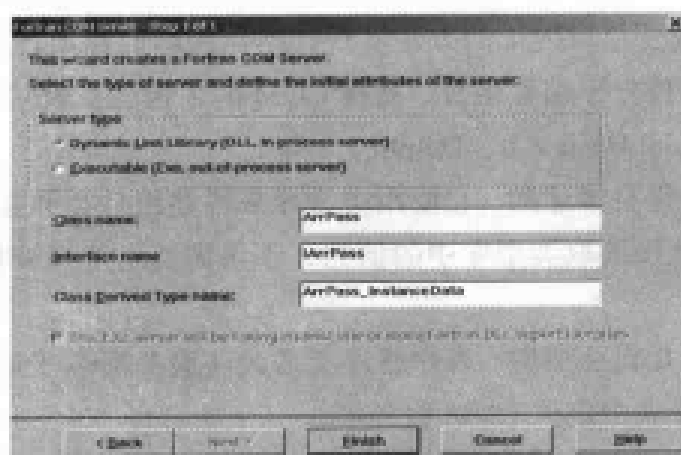 Fortran COM Server - Step 1 of 1
This wizard creates a Fortran COM Server.
Select the type of server and define the initial attributes of the server:
Server type
Dynamic Link Library (DLL, in-process server)
Executable (Exe, out-of-process server)
Class name: ArrPass
Interface name IArrPass
Class Derived Type name: ArrPass_InstanceData
< Back Next > Finish Cancel Help